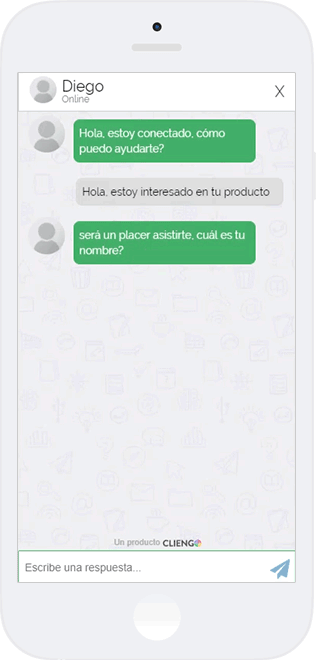 Diego
Online
X
Hola, estoy conectado, cómo
puedo ayudarte?
Hola, estoy interesado en tu producto
será un placer asistirte, cuál es tu
nombre?
Un producto CLIENGO
Escribe una respuesta...